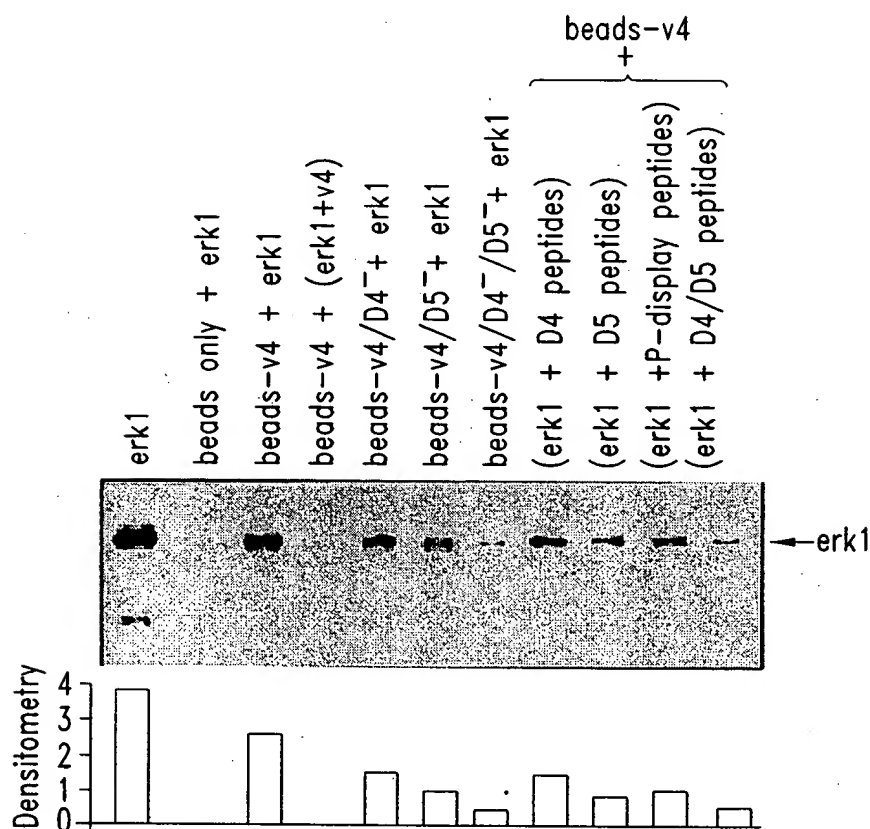 beads-v4
+
erk1
beads only + erk1
beads-v4 + erk1
beads-v4 + (erk1+v4)
beads-v4/D4⁻+ erk1
beads-v4/D5⁻+ erk1
beads-v4/D4⁻/D5⁻+ erk1
(erk1 + D4 peptides)
(erk1 + D5 peptides)
(erk1 +P-display peptides)
(erk1 + D4/D5 peptides)
erk1
Densitometry
4
3
2
1
0